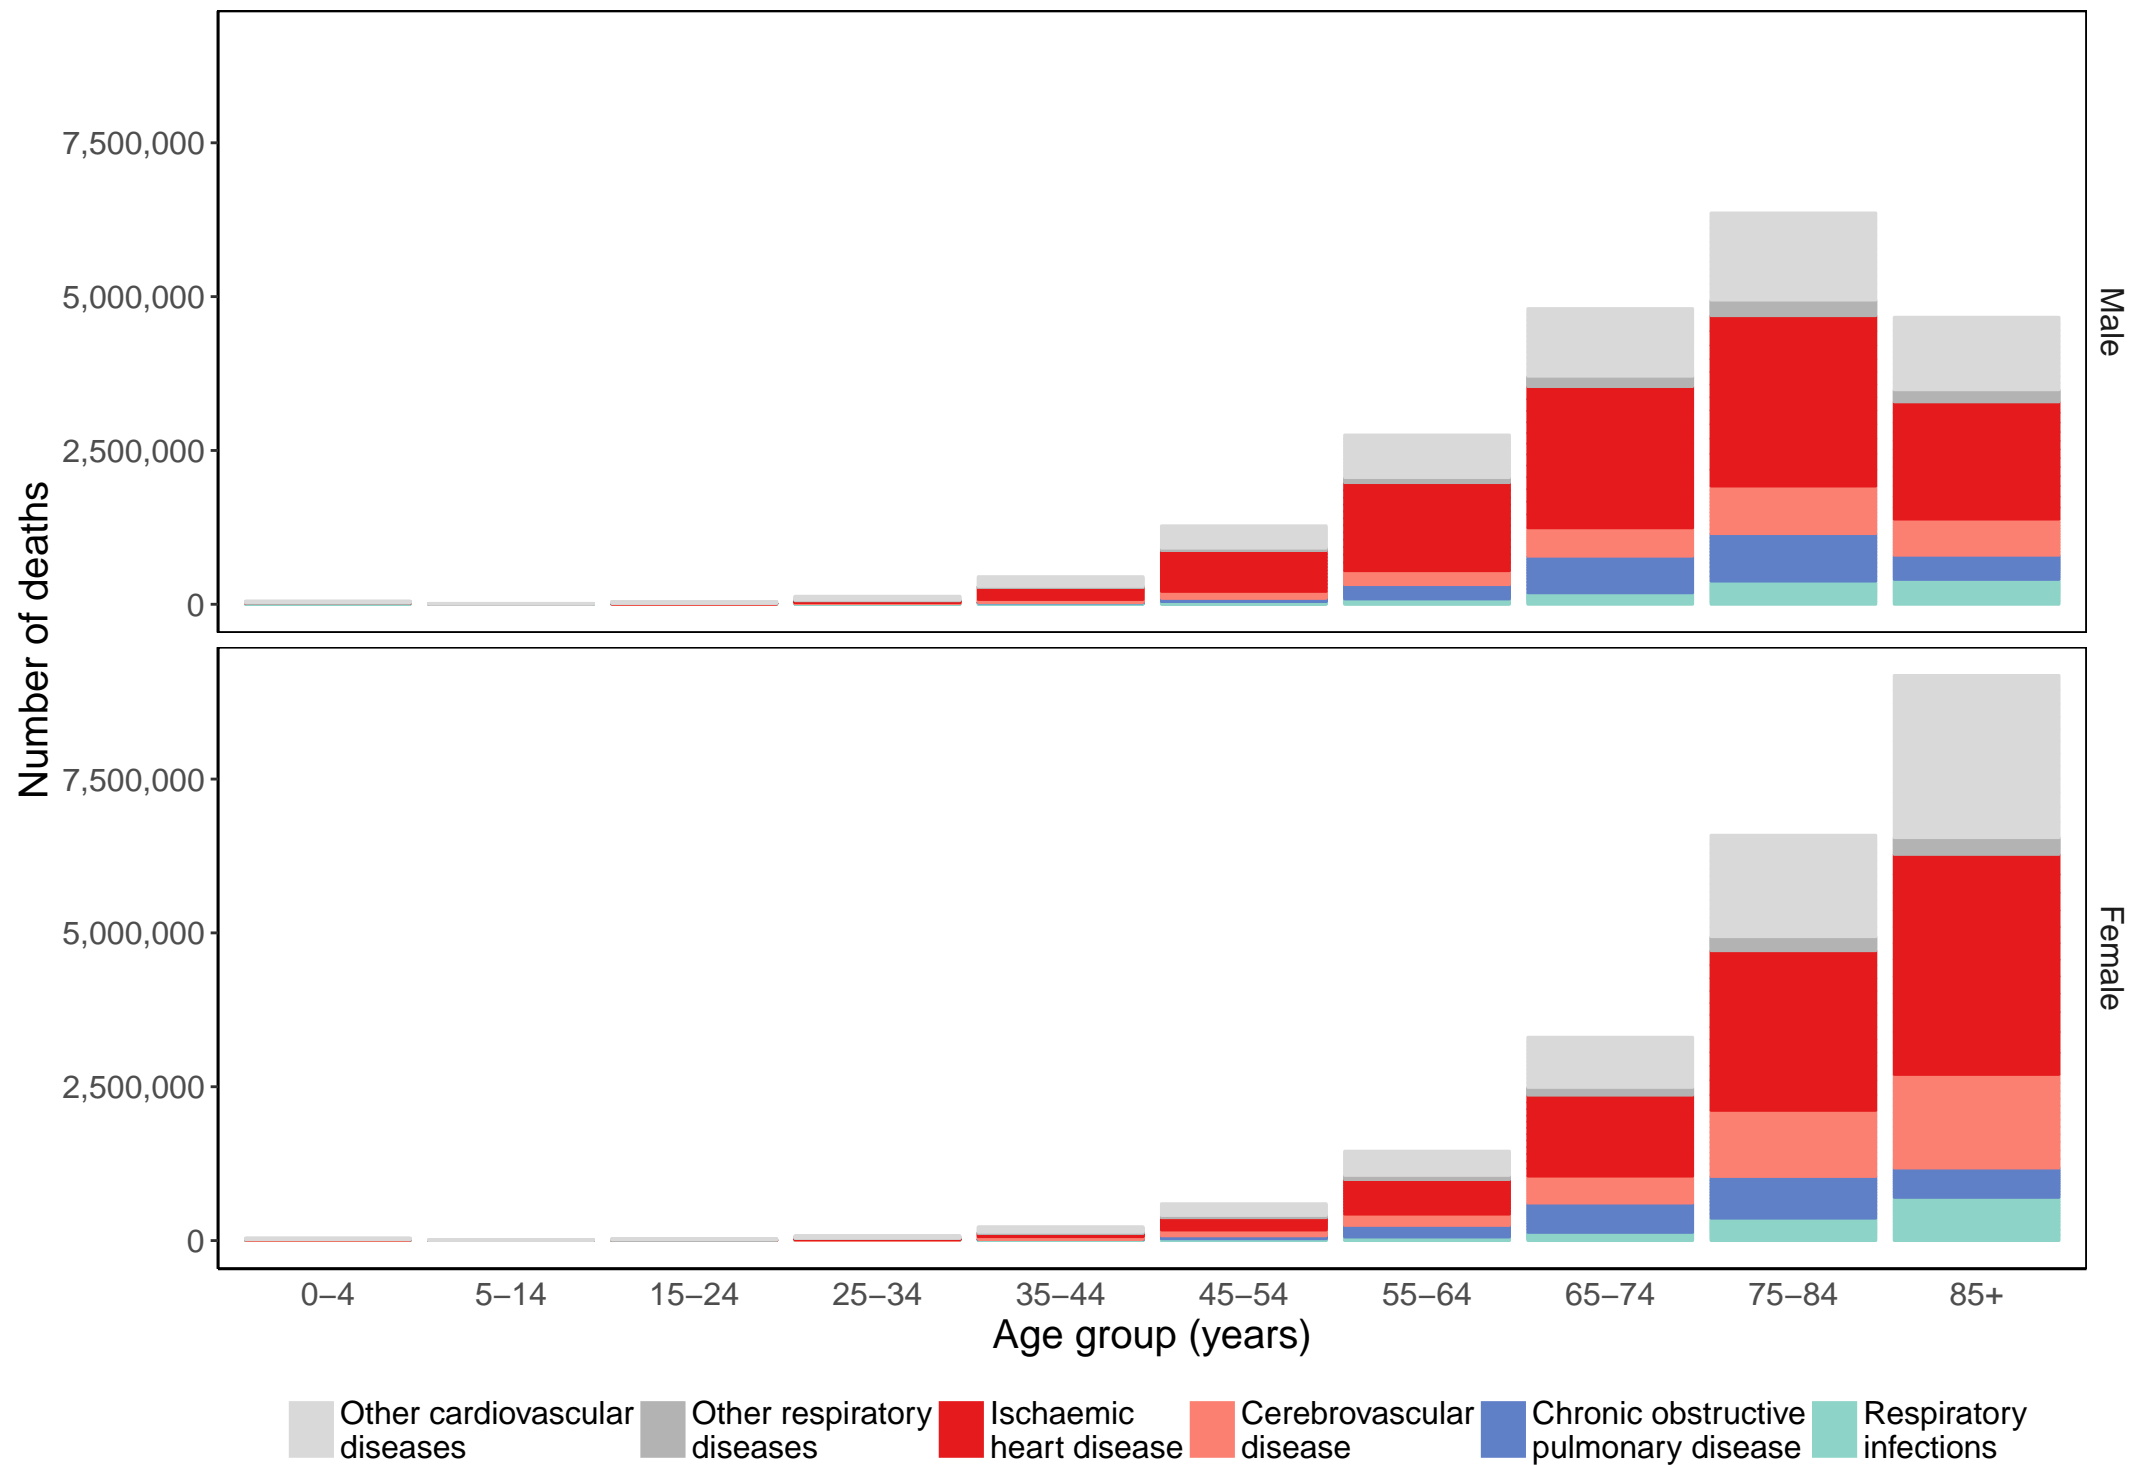 Number of deaths
7,500,000
5,000,000
2,500,000
0
Male
7,500,000
5,000,000
2,500,000
0
Female
0–4 5–14 15–24 25–34 35–44 45–54 55–64 65–74 75–84 85+
Age group (years)
Other cardiovascular diseases
Other respiratory diseases
Ischaemic heart disease
Cerebrovascular disease
Chronic obstructive pulmonary disease
Respiratory infections